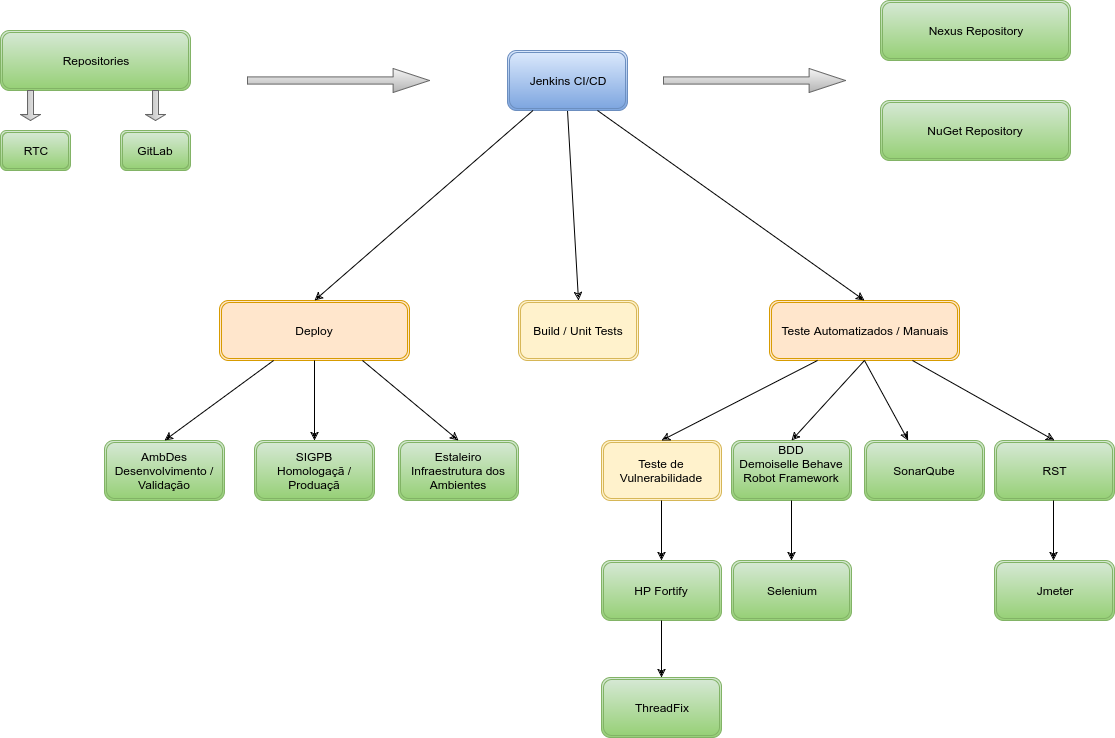 Nexus Repository
Repositories
Jenkins CI/CD
NuGet Repository
RTC
GitLab
Deploy
Build / Unit Tests
Teste Automatizados / Manuais
AmbDes
Desenvolvimento /
Validação
SIGPB
Homologaçã /
Produaçã
Estaleiro
Infraestrutura dos
Ambientes
Teste de
Vulnerabilidade
BDD
Demoiselle Behave
Robot Framework
SonarQube
RST
HP Fortify
Selenium
Jmeter
ThreadFix